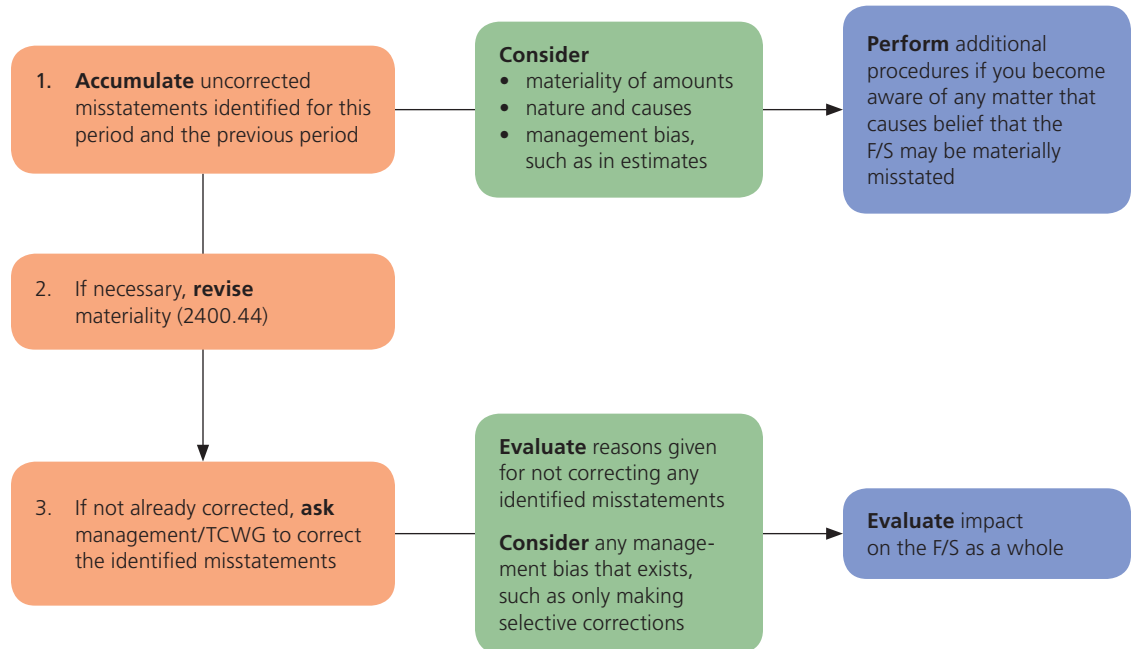 1. Accumulate uncorrected
misstatements identified for this
period and the previous period
Consider
• materiality of amounts
• nature and causes
• management bias,
such as in estimates
Perform additional
procedures if you become
aware of any matter that
causes belief that the
F/S may be materially
misstated
2. If necessary, revise
materiality (2400.44)
3. If not already corrected, ask
management/TCWG to correct
the identified misstatements
Evaluate reasons given
for not correcting any
identified misstatements
Consider any manage-
ment bias that exists,
such as only making
selective corrections
Evaluate impact
on the F/S as a whole